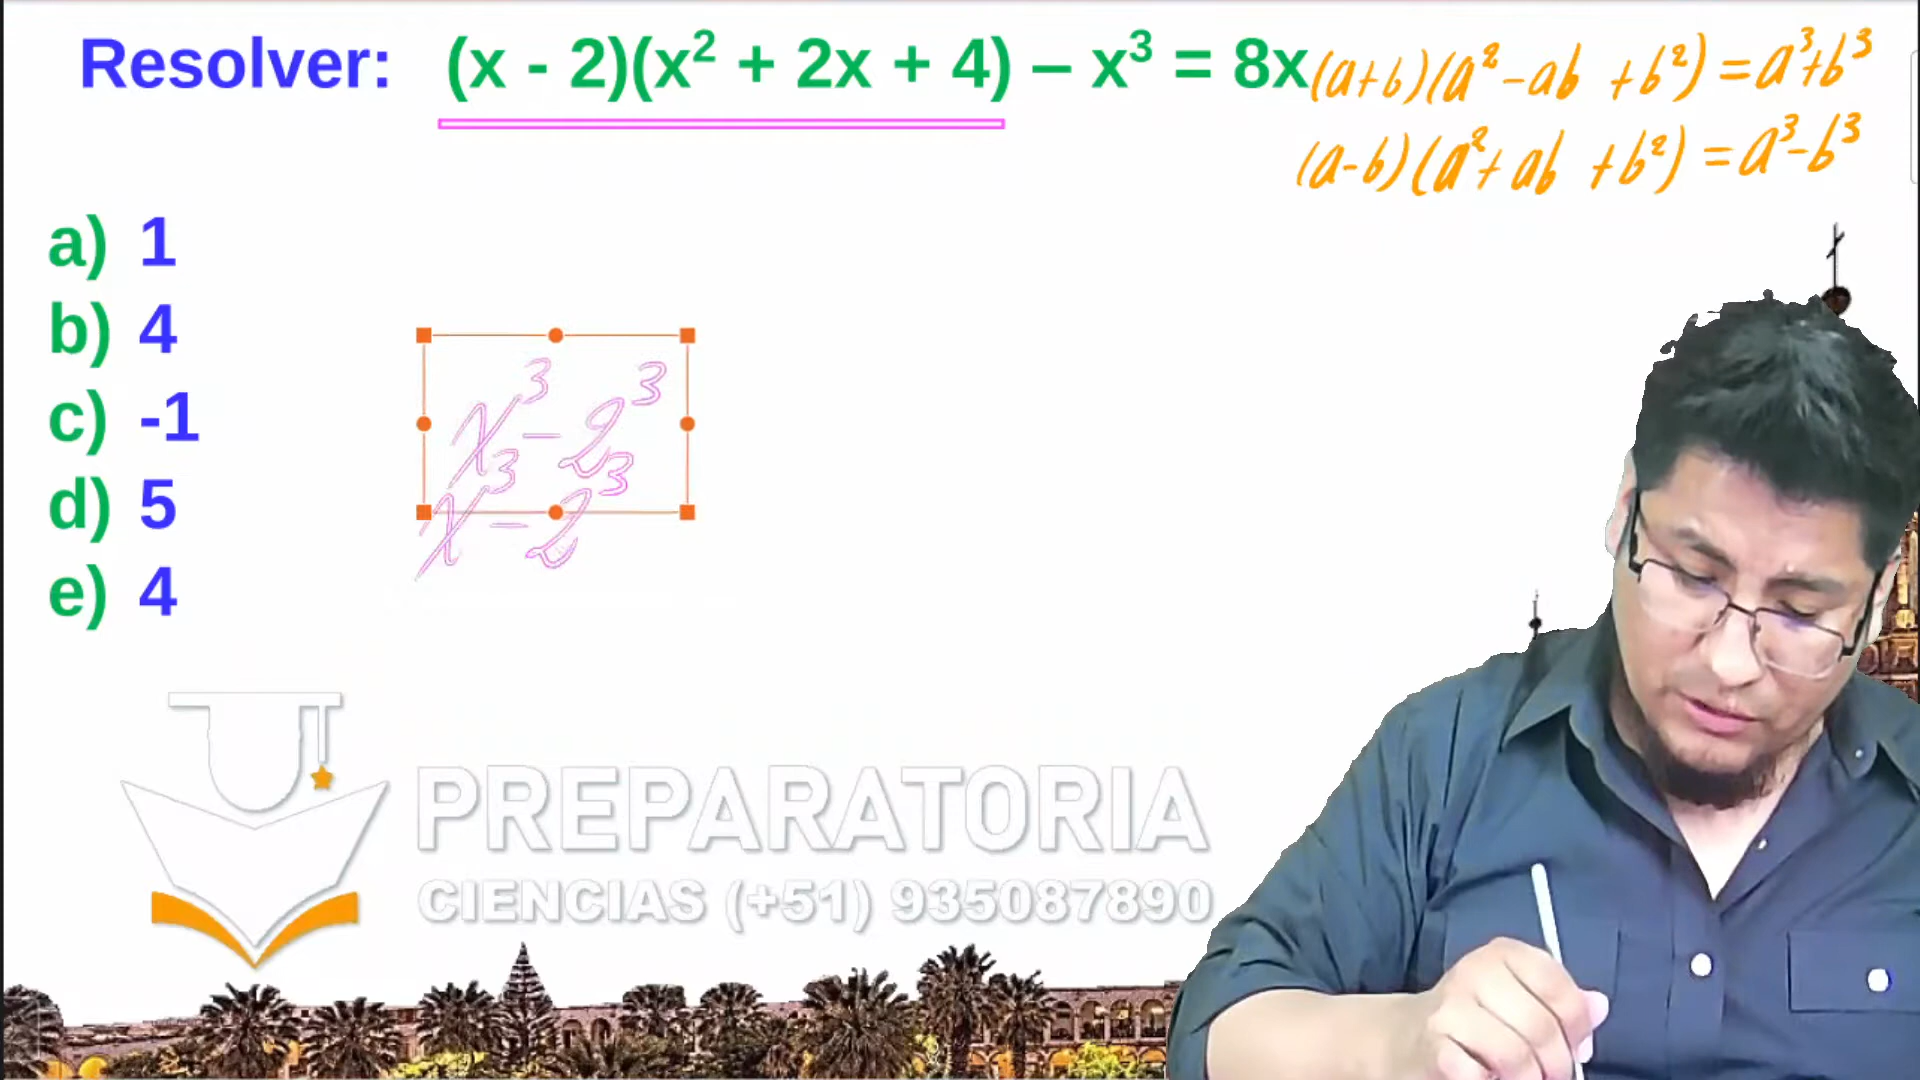 Resolver: (x - 2)(x² + 2x + 4) – x³ = 8x
(a+b)(a²-ab +b²) = a³+b³
(a-b)(a²+ab +b²) = a³-b³
a) 1
b) 4
c) -1
d) 5
e) 4
x³-2³
x³-2³
PREPARATORIA
CIENCIAS (+51) 935087890